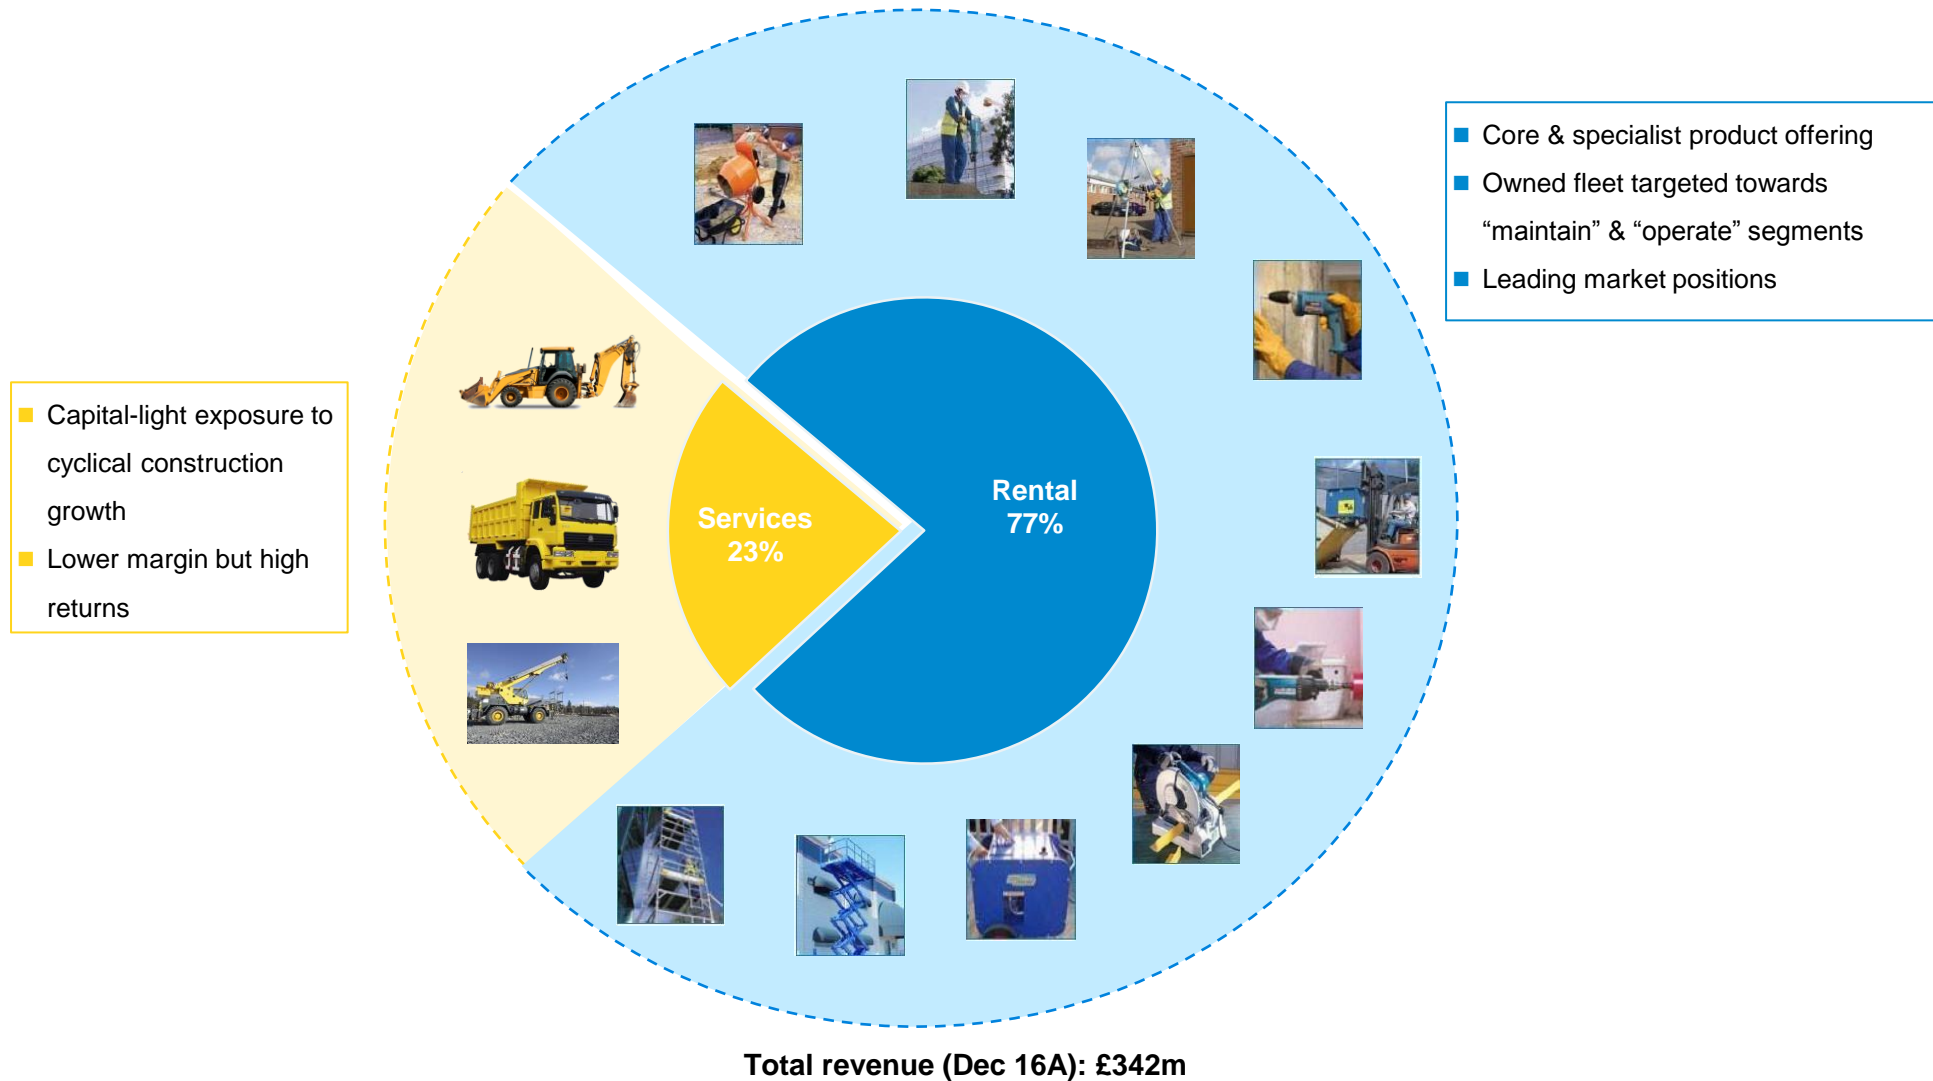 ■ Core & specialist product offering
■ Owned fleet targeted towards
“maintain” & “operate” segments
■ Leading market positions
■ Capital-light exposure to
cyclical construction
growth
■ Lower margin but high
returns
Services
23%
Rental
77%
Total revenue (Dec 16A): £342m